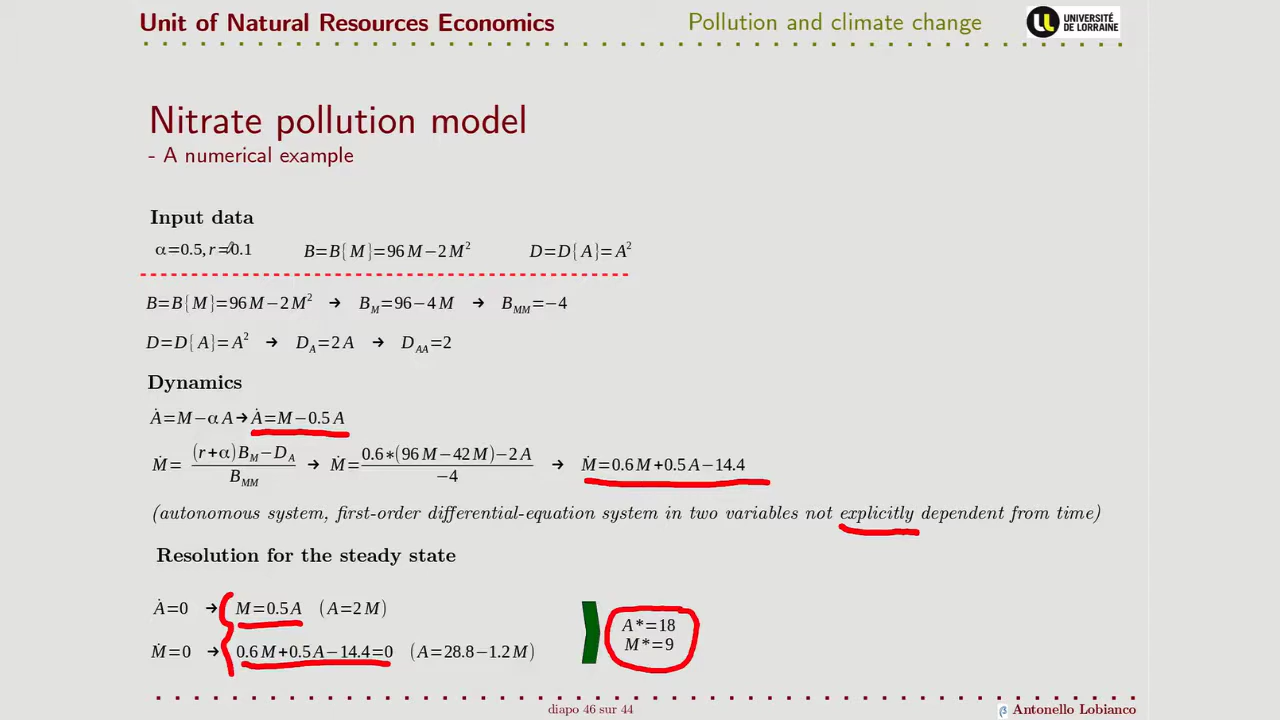 Unit of Natural Resources Economics
Pollution and climate change
UNIVERSITÉ
DE LORRAINE
Nitrate pollution model
- A numerical example
Input data
α=0.5, r=0.1 B=B{M}=96M−2M² D=D{A}=A²
B=B{M}=96M−2M² → B_M=96−4M → B_MM=−4
D=D{A}=A² → D_A=2A → D_AA=2
Dynamics
Ȧ=M−αA → Ȧ=M−0.5A
Ṁ=((r+α)B_M−D_A)/B_MM → Ṁ=(0.6∗(96M−42M)−2A)/−4 → Ṁ=0.6M+0.5A−14.4
(autonomous system, first-order differential-equation system in two variables not explicitly dependent from time)
Resolution for the steady state
Ȧ=0 → M=0.5A (A=2M)
Ṁ=0 → 0.6M+0.5A−14.4=0 (A=28.8−1.2M)
A*=18
M*=9
diapo 46 sur 44
β Antonello Lobianco